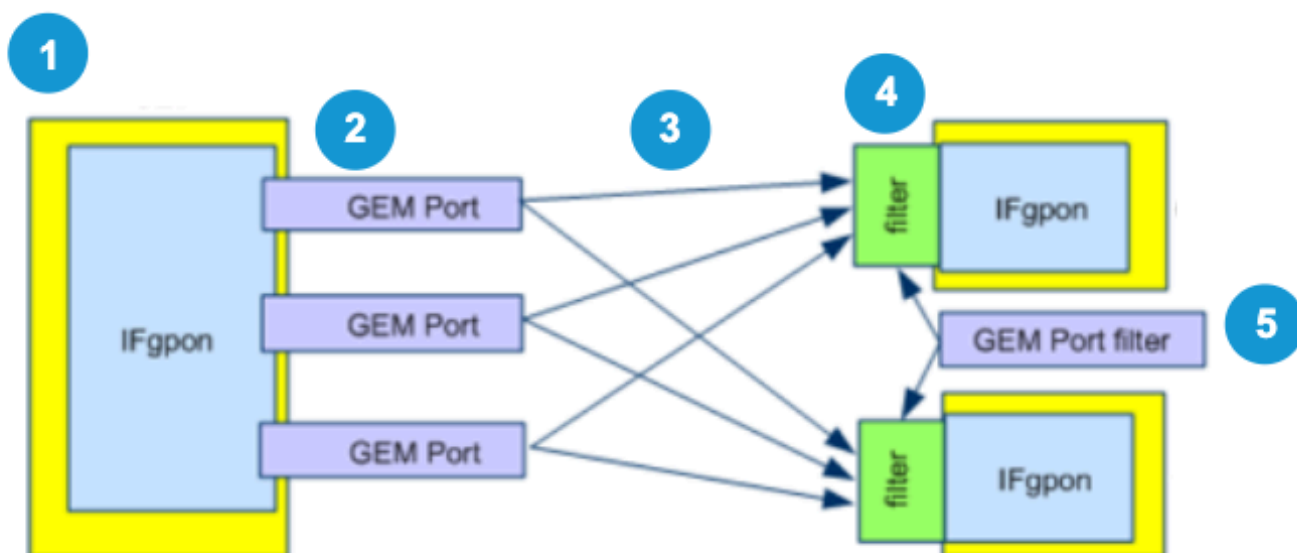 1
2
3
4
GEM Port
filter
IFgpon
IFgpon
GEM Port
GEM Port filter
5
GEM Port
filter
IFgpon